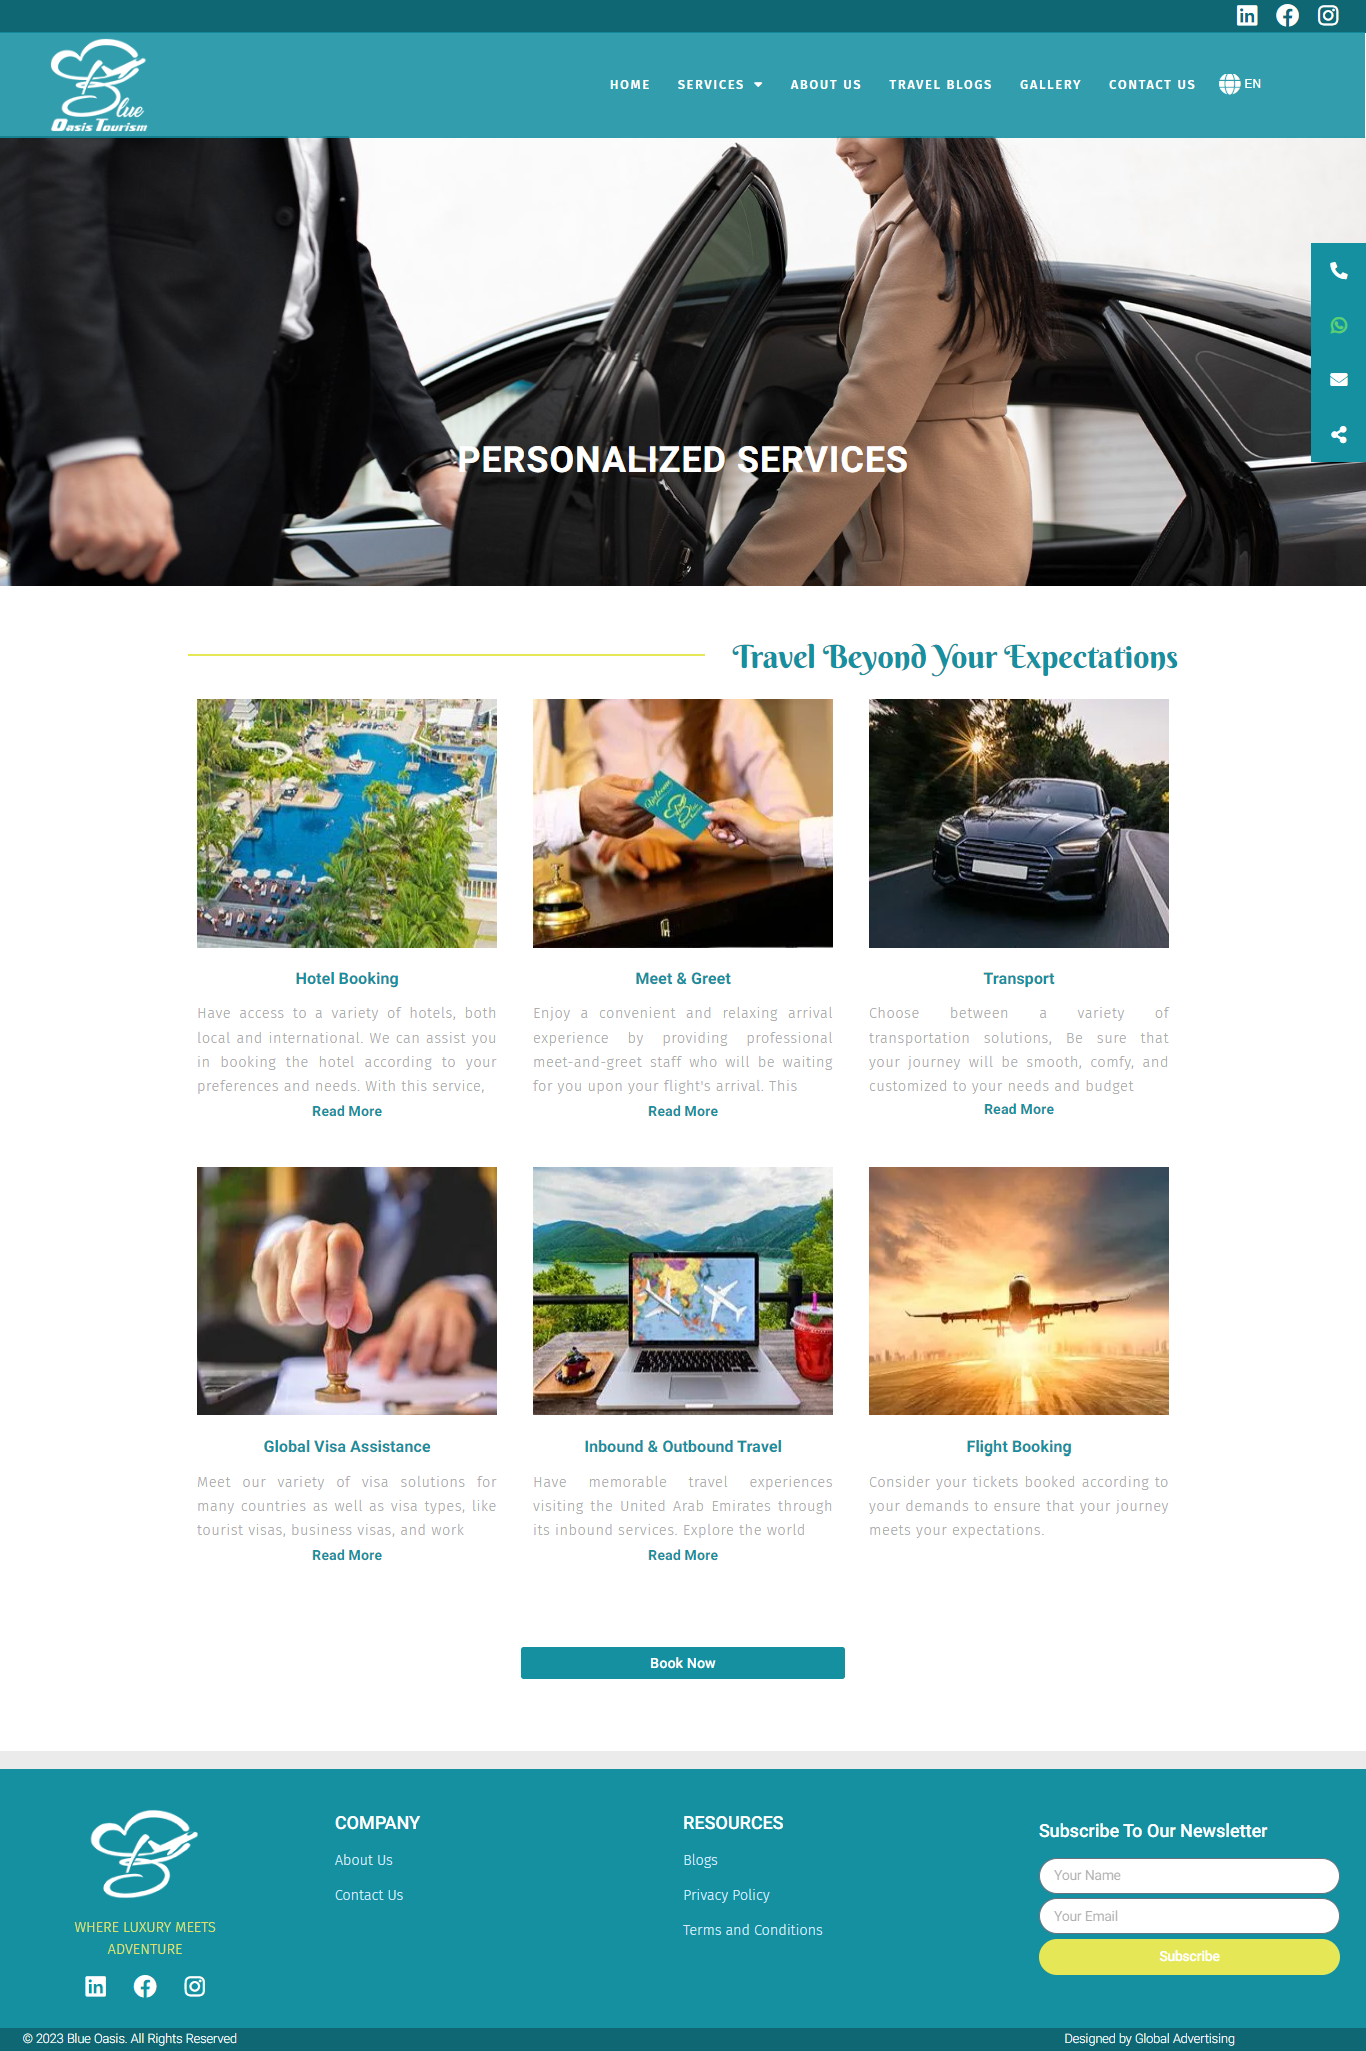 Blue
Oasis Tourism
HOME
SERVICES
ABOUT US
TRAVEL BLOGS
GALLERY
CONTACT US
EN
PERSONALIZED SERVICES
Travel Beyond Your Expectations
Welcome
Hotel Booking
Have access to a variety of hotels, both
local and international. We can assist you
in booking the hotel according to your
preferences and needs. With this service,
Read More
Meet & Greet
Enjoy a convenient and relaxing arrival
experience by providing professional
meet-and-greet staff who will be waiting
for you upon your flight's arrival. This
Read More
Transport
Choose between a variety of
transportation solutions, Be sure that
your journey will be smooth, comfy, and
customized to your needs and budget
Read More
Global Visa Assistance
Meet our variety of visa solutions for
many countries as well as visa types, like
tourist visas, business visas, and work
Read More
Inbound & Outbound Travel
Have memorable travel experiences
visiting the United Arab Emirates through
its inbound services. Explore the world
Read More
Flight Booking
Consider your tickets booked according to
your demands to ensure that your journey
meets your expectations.
Book Now
WHERE LUXURY MEETS
ADVENTURE
COMPANY
About Us
Contact Us
RESOURCES
Blogs
Privacy Policy
Terms and Conditions
Subscribe To Our Newsletter
Your Name
Your Email
Subscribe
© 2023 Blue Oasis. All Rights Reserved
Designed by Global Advertising